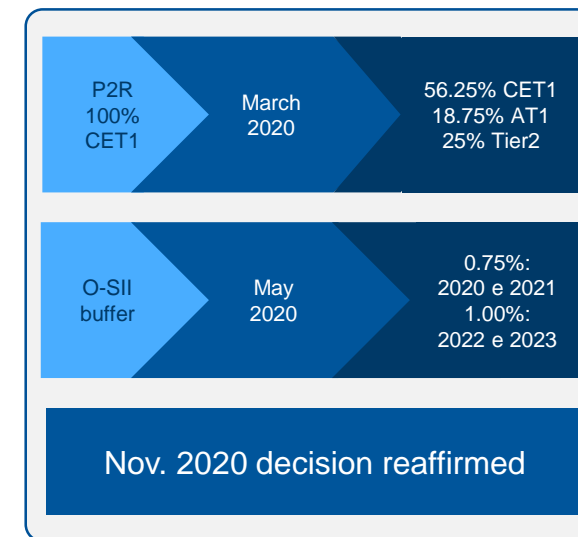 P2R
100%
CET1
March
2020
56.25% CET1
18.75% AT1
25% Tier2
O-SII
buffer
May
2020
0.75%:
2020 e 2021
1.00%:
2022 e 2023
Nov. 2020 decision reaffirmed